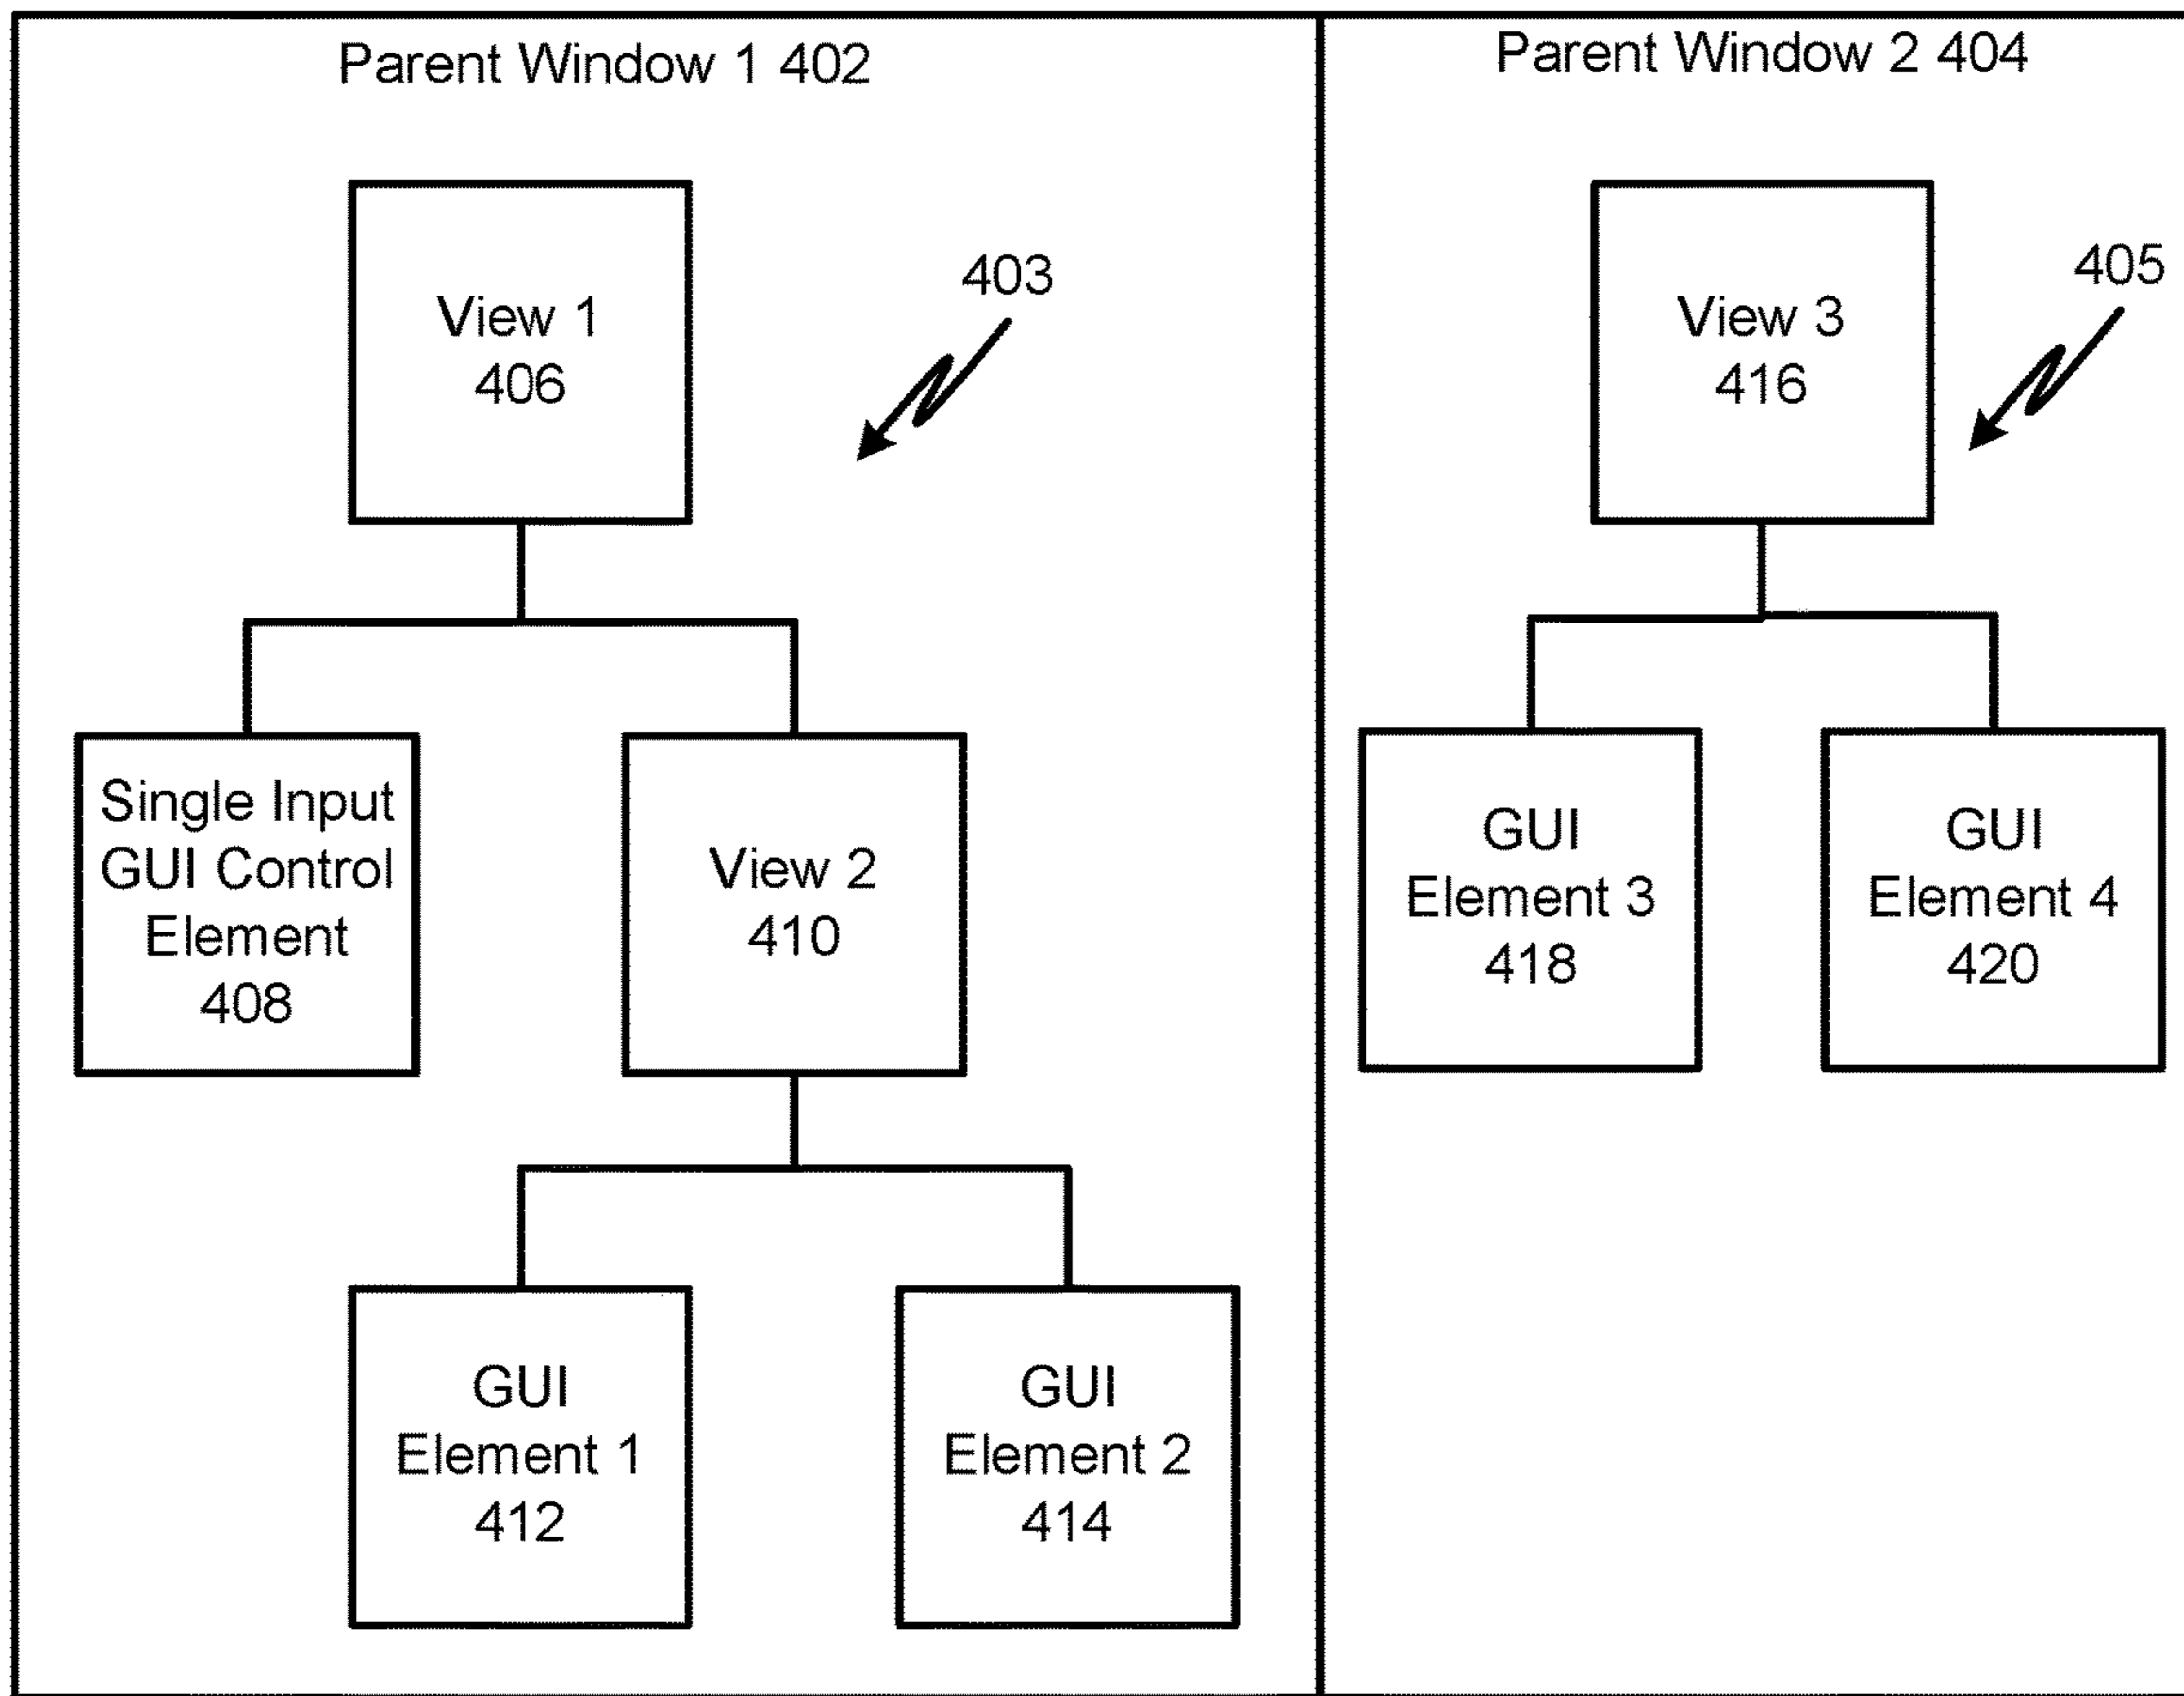 Parent Window 1 402
View 1
406
403
Single Input
GUI Control
Element
408
View 2
410
GUI
Element 1
412
GUI
Element 2
414
Parent Window 2 404
View 3
416
405
GUI
Element 3
418
GUI
Element 4
420